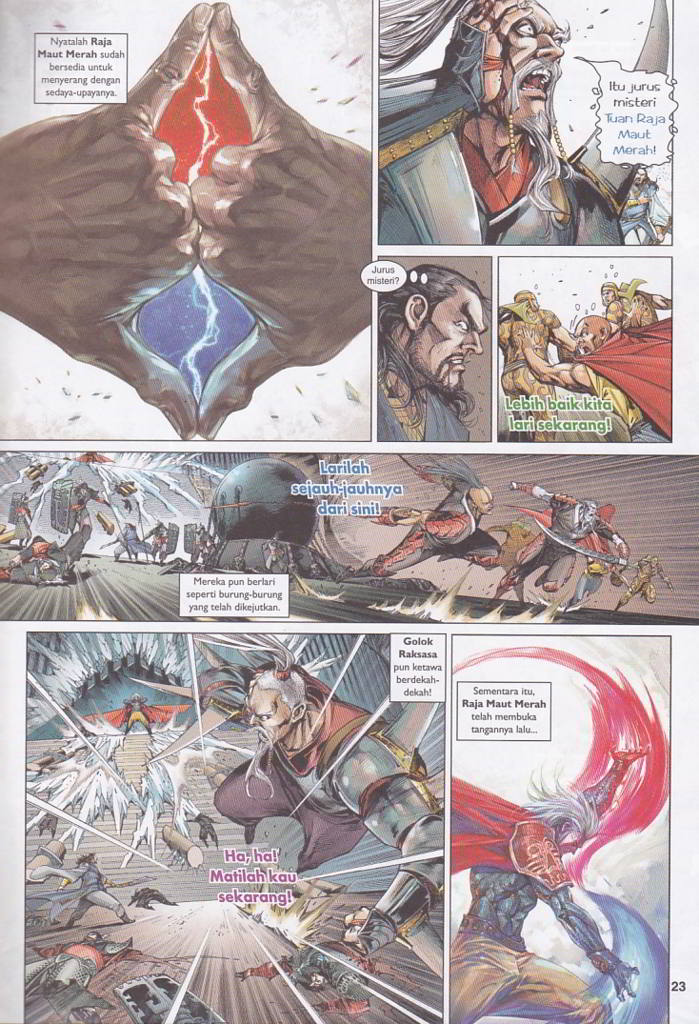 Nyatalah Raja
Maut Merah sudah
bersedia untuk
menyerang dengan
sedaya-upayanya.
Itu jurus
misteri
Tuan Raja
Maut
Merah!
Jurus
misteri?
Lebih baik kita
lari sekarang!
Larilah
sejauh-jauhnya
dari sini!
Mereka pun berlari
seperti burung-burung
yang telah dikejutkan.
Golok
Raksasa
pun ketawa
berdekah-
dekah!
Ha, ha!
Matilah kau
sekarang!
Sementara itu,
Raja Maut Merah
telah membuka
tangannya lalu...
23